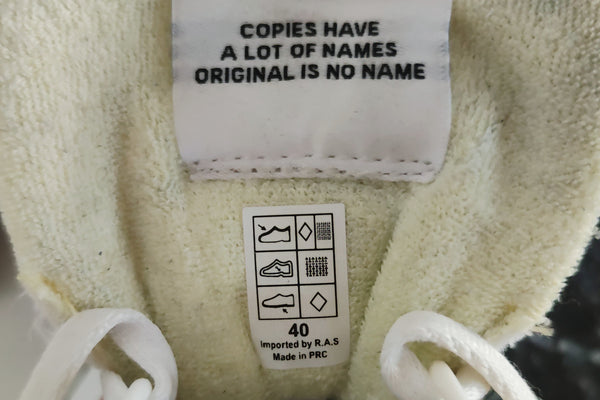 COPIES HAVE
A LOT OF NAMES
ORIGINAL IS NO NAME
40
Imported by R.A.S
Made in PRC